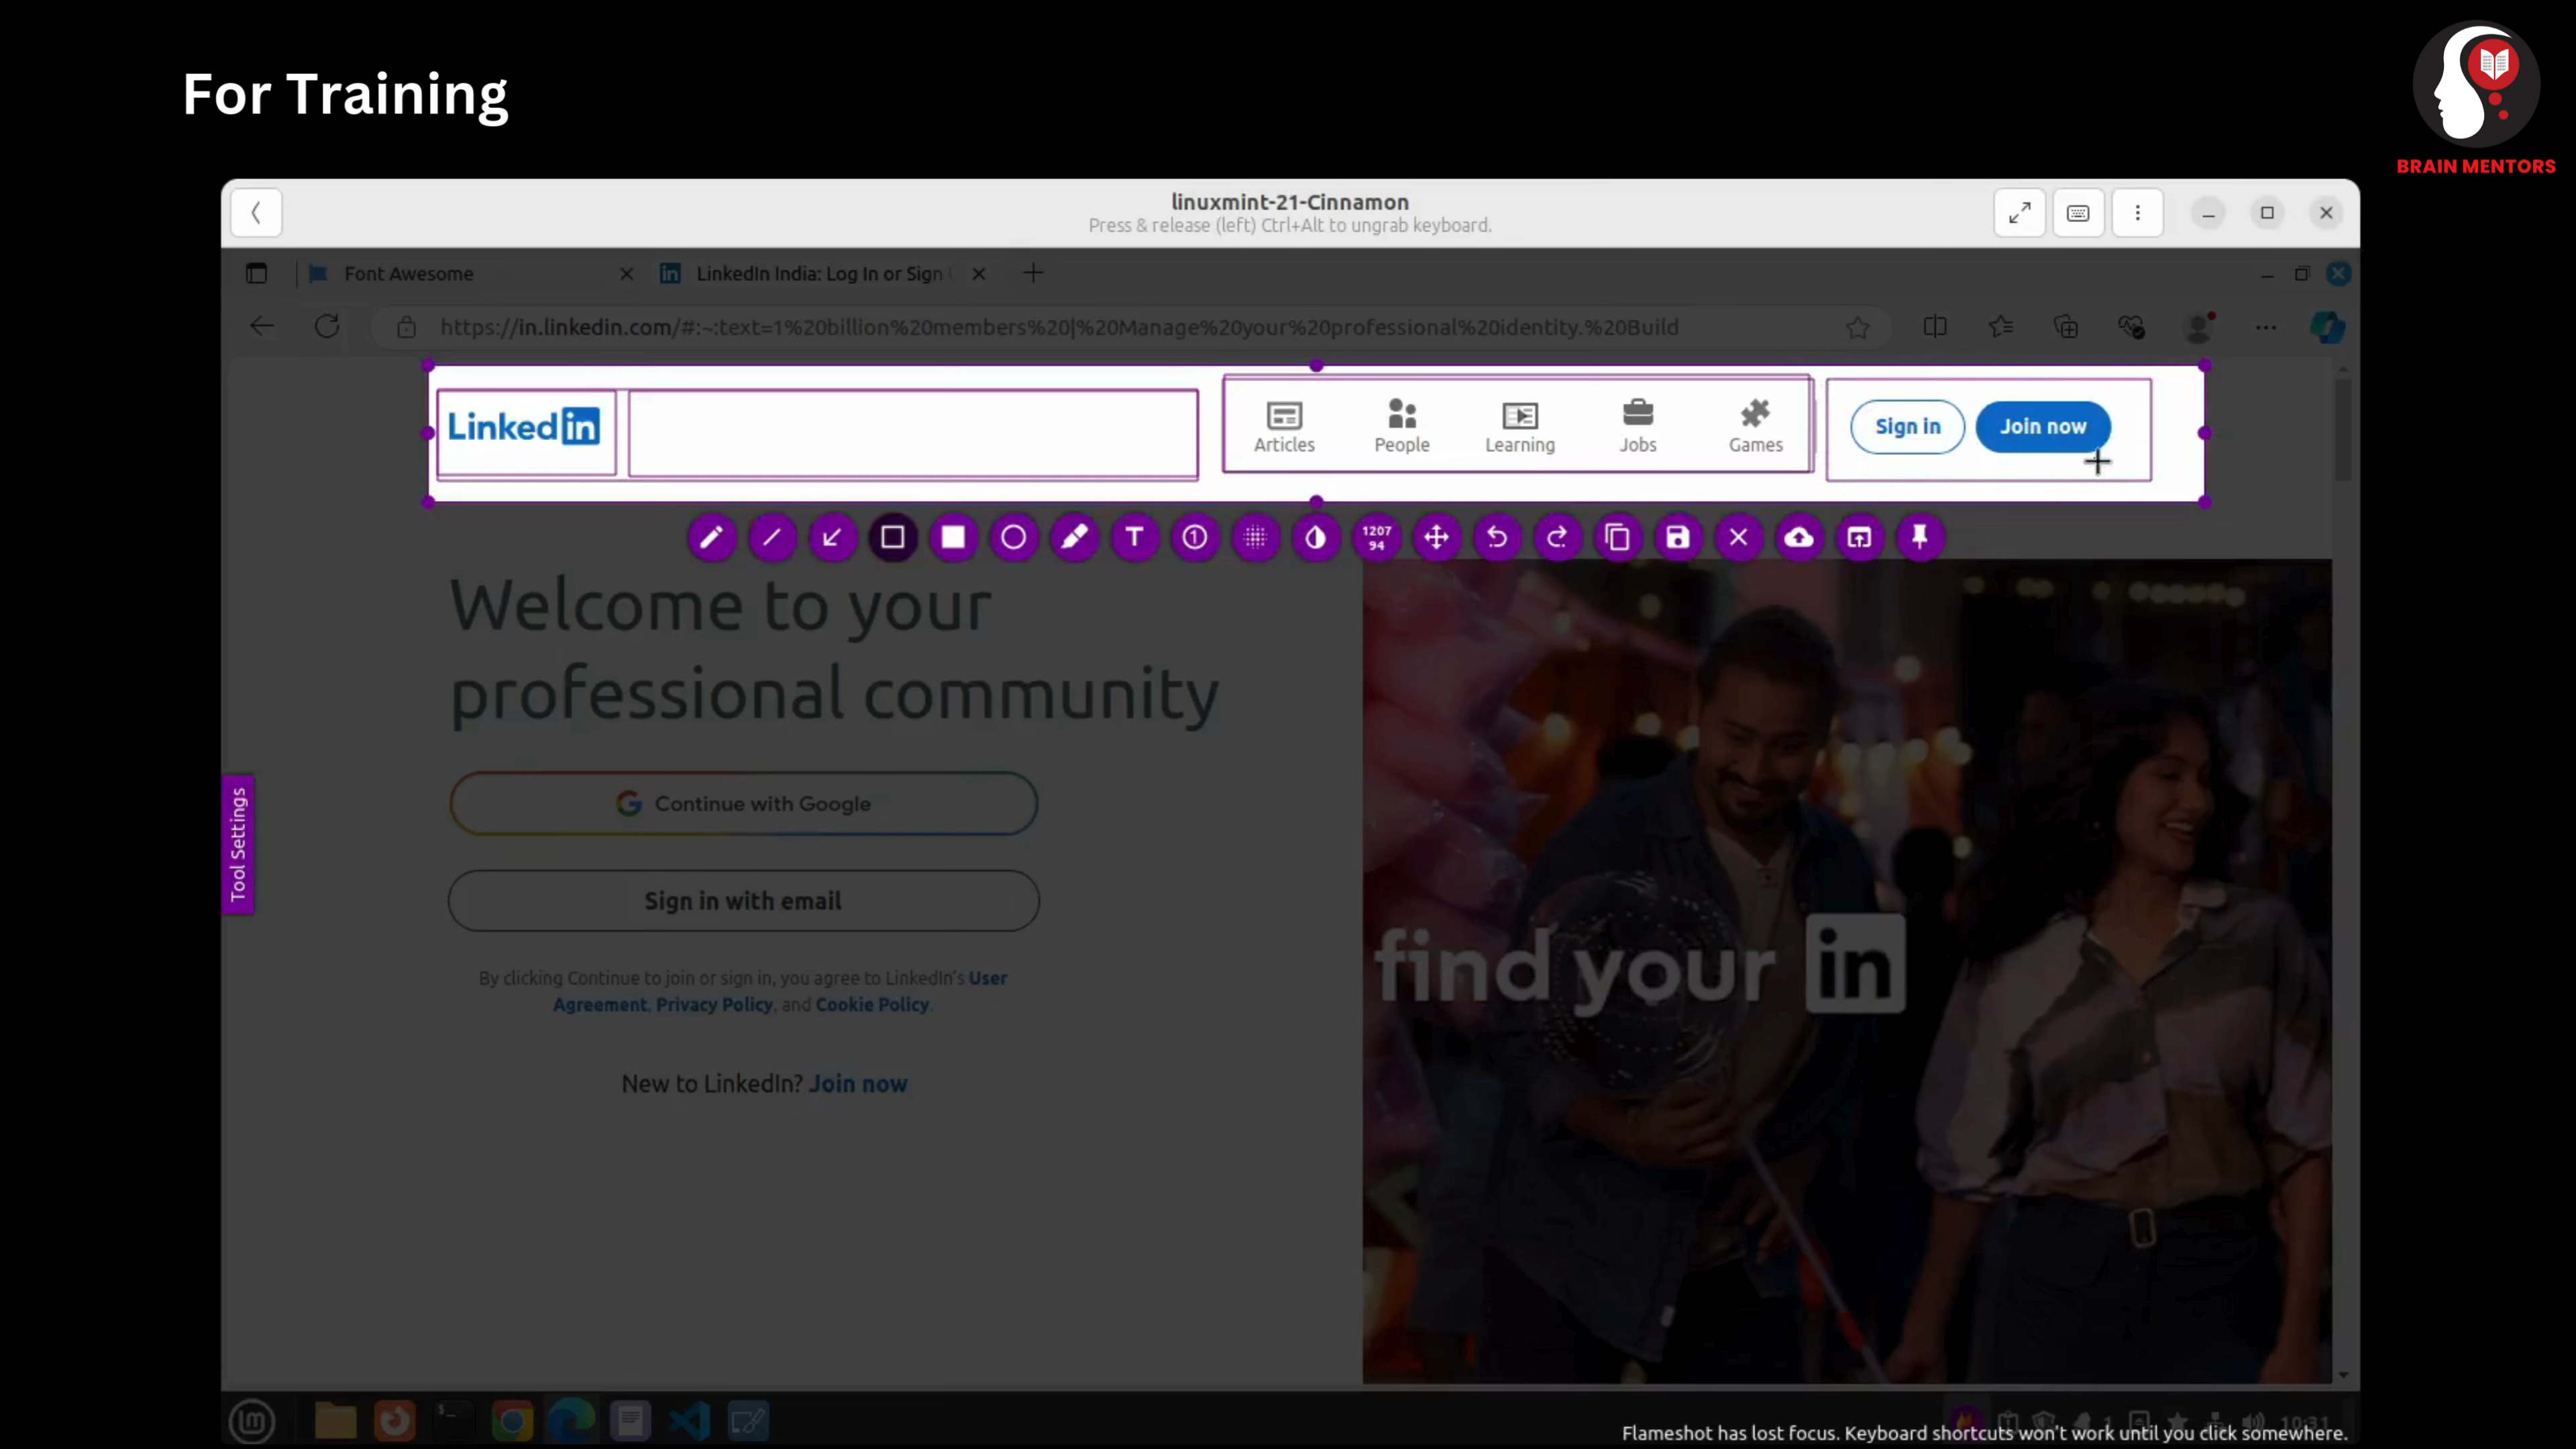 For Training
BRAIN MENTORS
linuxmint-21-Cinnamon
Press & release (left) Ctrl+Alt to ungrab keyboard.
Font Awesome
LinkedIn India: Log In or Sign
https://in.linkedin.com/#:~:text=1%20billion%20members%20|%20Manage%20your%20professional%20identity.%20Build
Linkedin
Articles
People
Learning
Jobs
Games
Sign in
Join now
T
1
1207
94
Welcome to your
professional community
Continue with Google
Sign in with email
By clicking Continue to join or sign in, you agree to LinkedIn's User
Agreement, Privacy Policy, and Cookie Policy.
New to LinkedIn? Join now
Tool Settings
find your in
1
10:31
Flameshot has lost focus. Keyboard shortcuts won't work until you click somewhere.